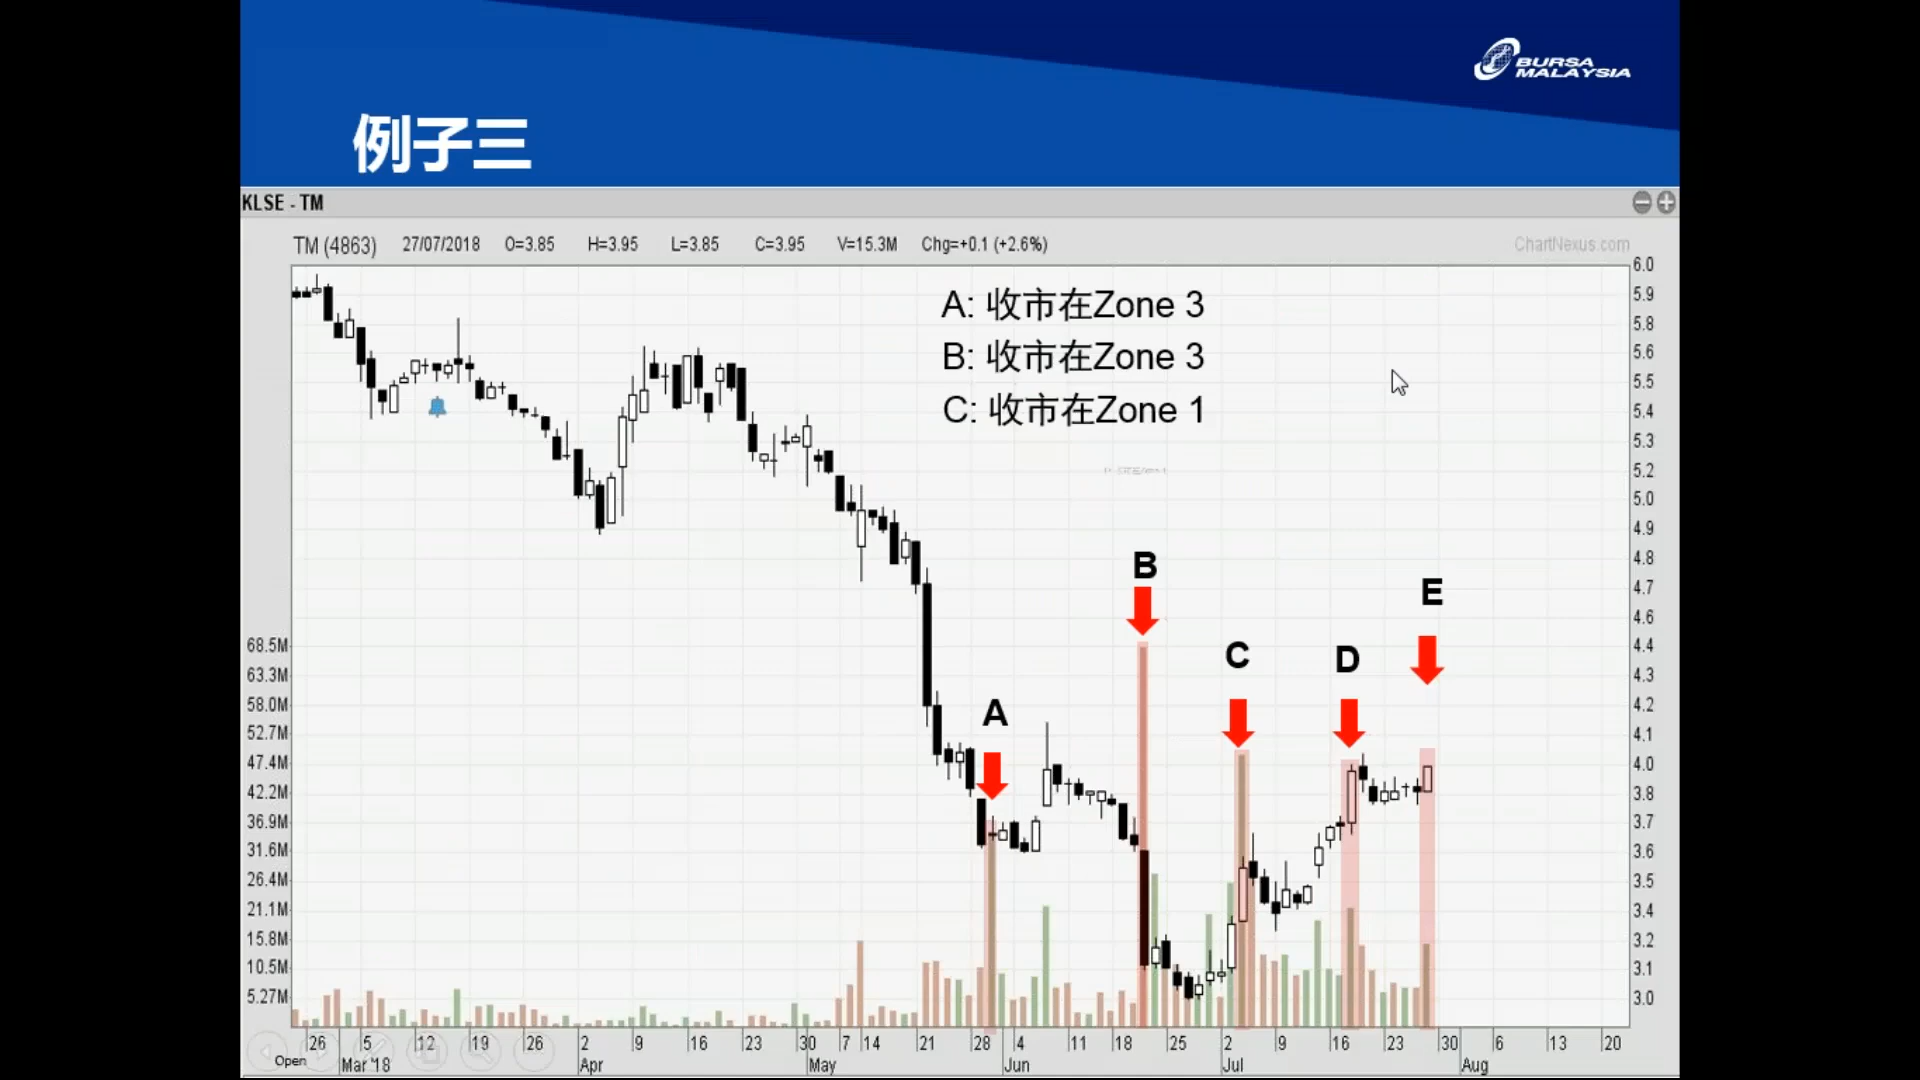 BURSA
MALAYSIA
例子三
KLSE - TM
TM (4863) 27/07/2018 O=3.85 H=3.95 L=3.85 C=3.95 V=15.3M Chg=+0.1 (+2.6%)
ChartNexus.com
A: 收市在Zone 3
B: 收市在Zone 3
C: 收市在Zone 1
B
E
C
D
A
6.0
5.9
5.8
5.6
5.5
5.4
5.3
5.2
5.0
4.9
4.8
4.7
4.6
4.4
4.3
4.2
4.1
4.0
3.8
3.7
3.6
3.5
3.4
3.2
3.1
3.0
68.5M
63.3M
58.0M
52.7M
47.4M
42.2M
36.9M
31.6M
26.4M
21.1M
15.8M
10.5M
5.27M
26 5 12 19 26 2 9 16 23 30 7 14 21 28 4 11 18 25 2 9 16 23 30 6 13 20
Open Mar '18 Apr May Jun Jul Aug